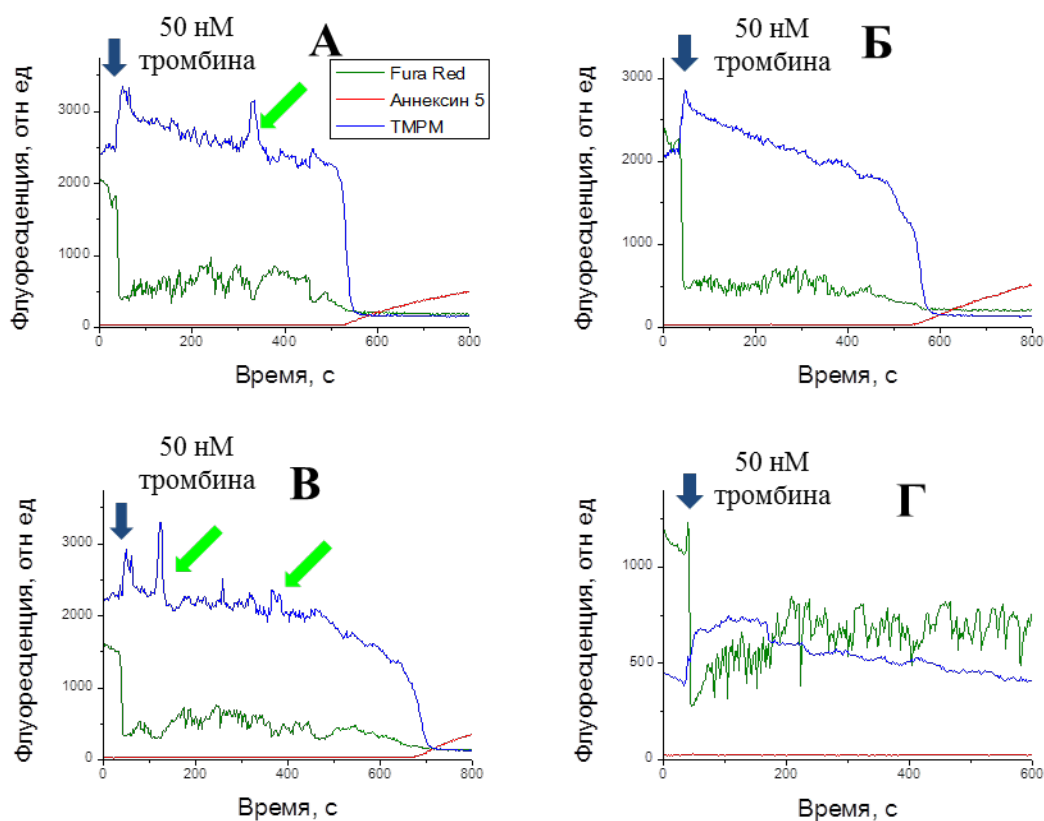 50 нМ
тромбина
А
Fura Red
Аннексин 5
TMPM
Флуоресценция, отн ед
3000
2000
1000
0
0 200 400 600 800
Время, с
50 нМ
тромбина
Б
Флуоресценция, отн ед
3000
2000
1000
0
0 200 400 600 800
Время, с
50 нМ
тромбина
В
Флуоресценция, отн ед
3000
2000
1000
0
0 200 400 600 800
Время, с
50 нМ
тромбина
Г
Флуоресценция, отн ед
1000
500
0
0 200 400 600
Время, с